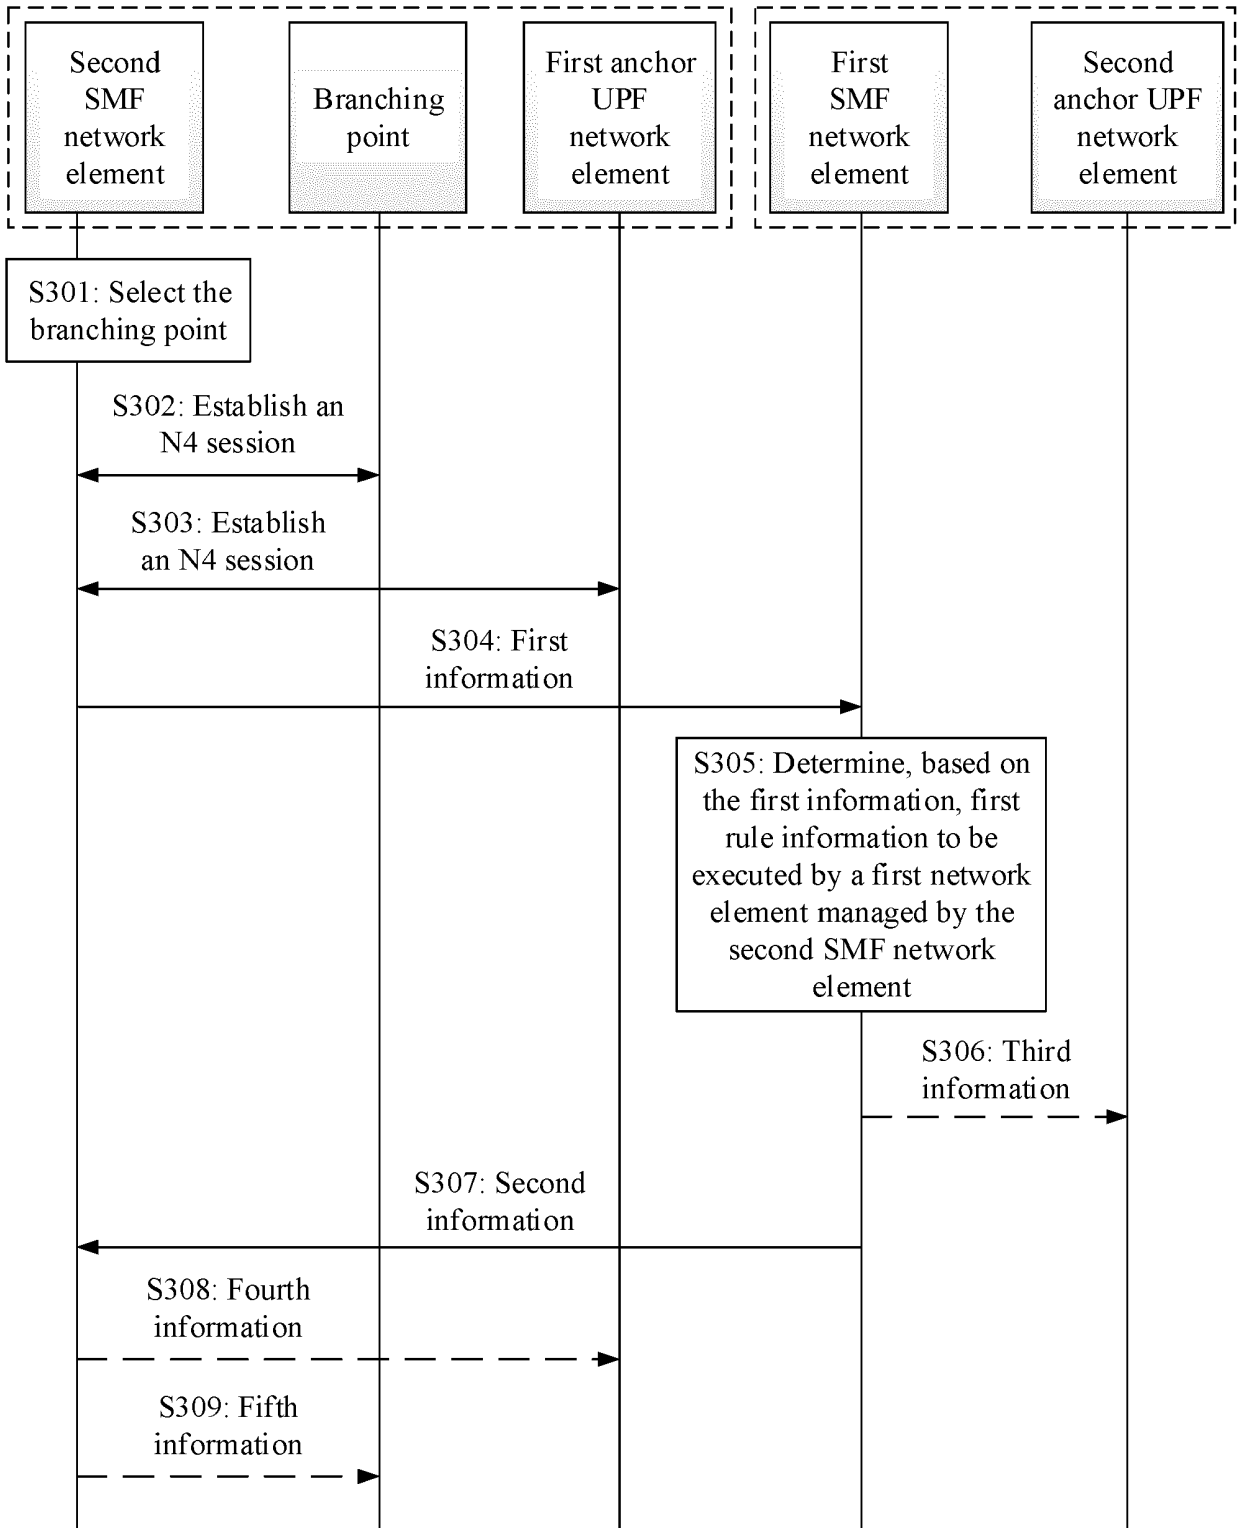 Second
SMF
network
element
Branching
point
First anchor
UPF
network
element
First
SMF
network
element
Second
anchor UPF
network
element
S301: Select the
branching point
S302: Establish an
N4 session
S303: Establish
an N4 session
S304: First
information
S305: Determine, based on
the first information, first
rule information to be
executed by a first network
element managed by the
second SMF network
element
S306: Third
information
S307: Second
information
S308: Fourth
information
S309: Fifth
information